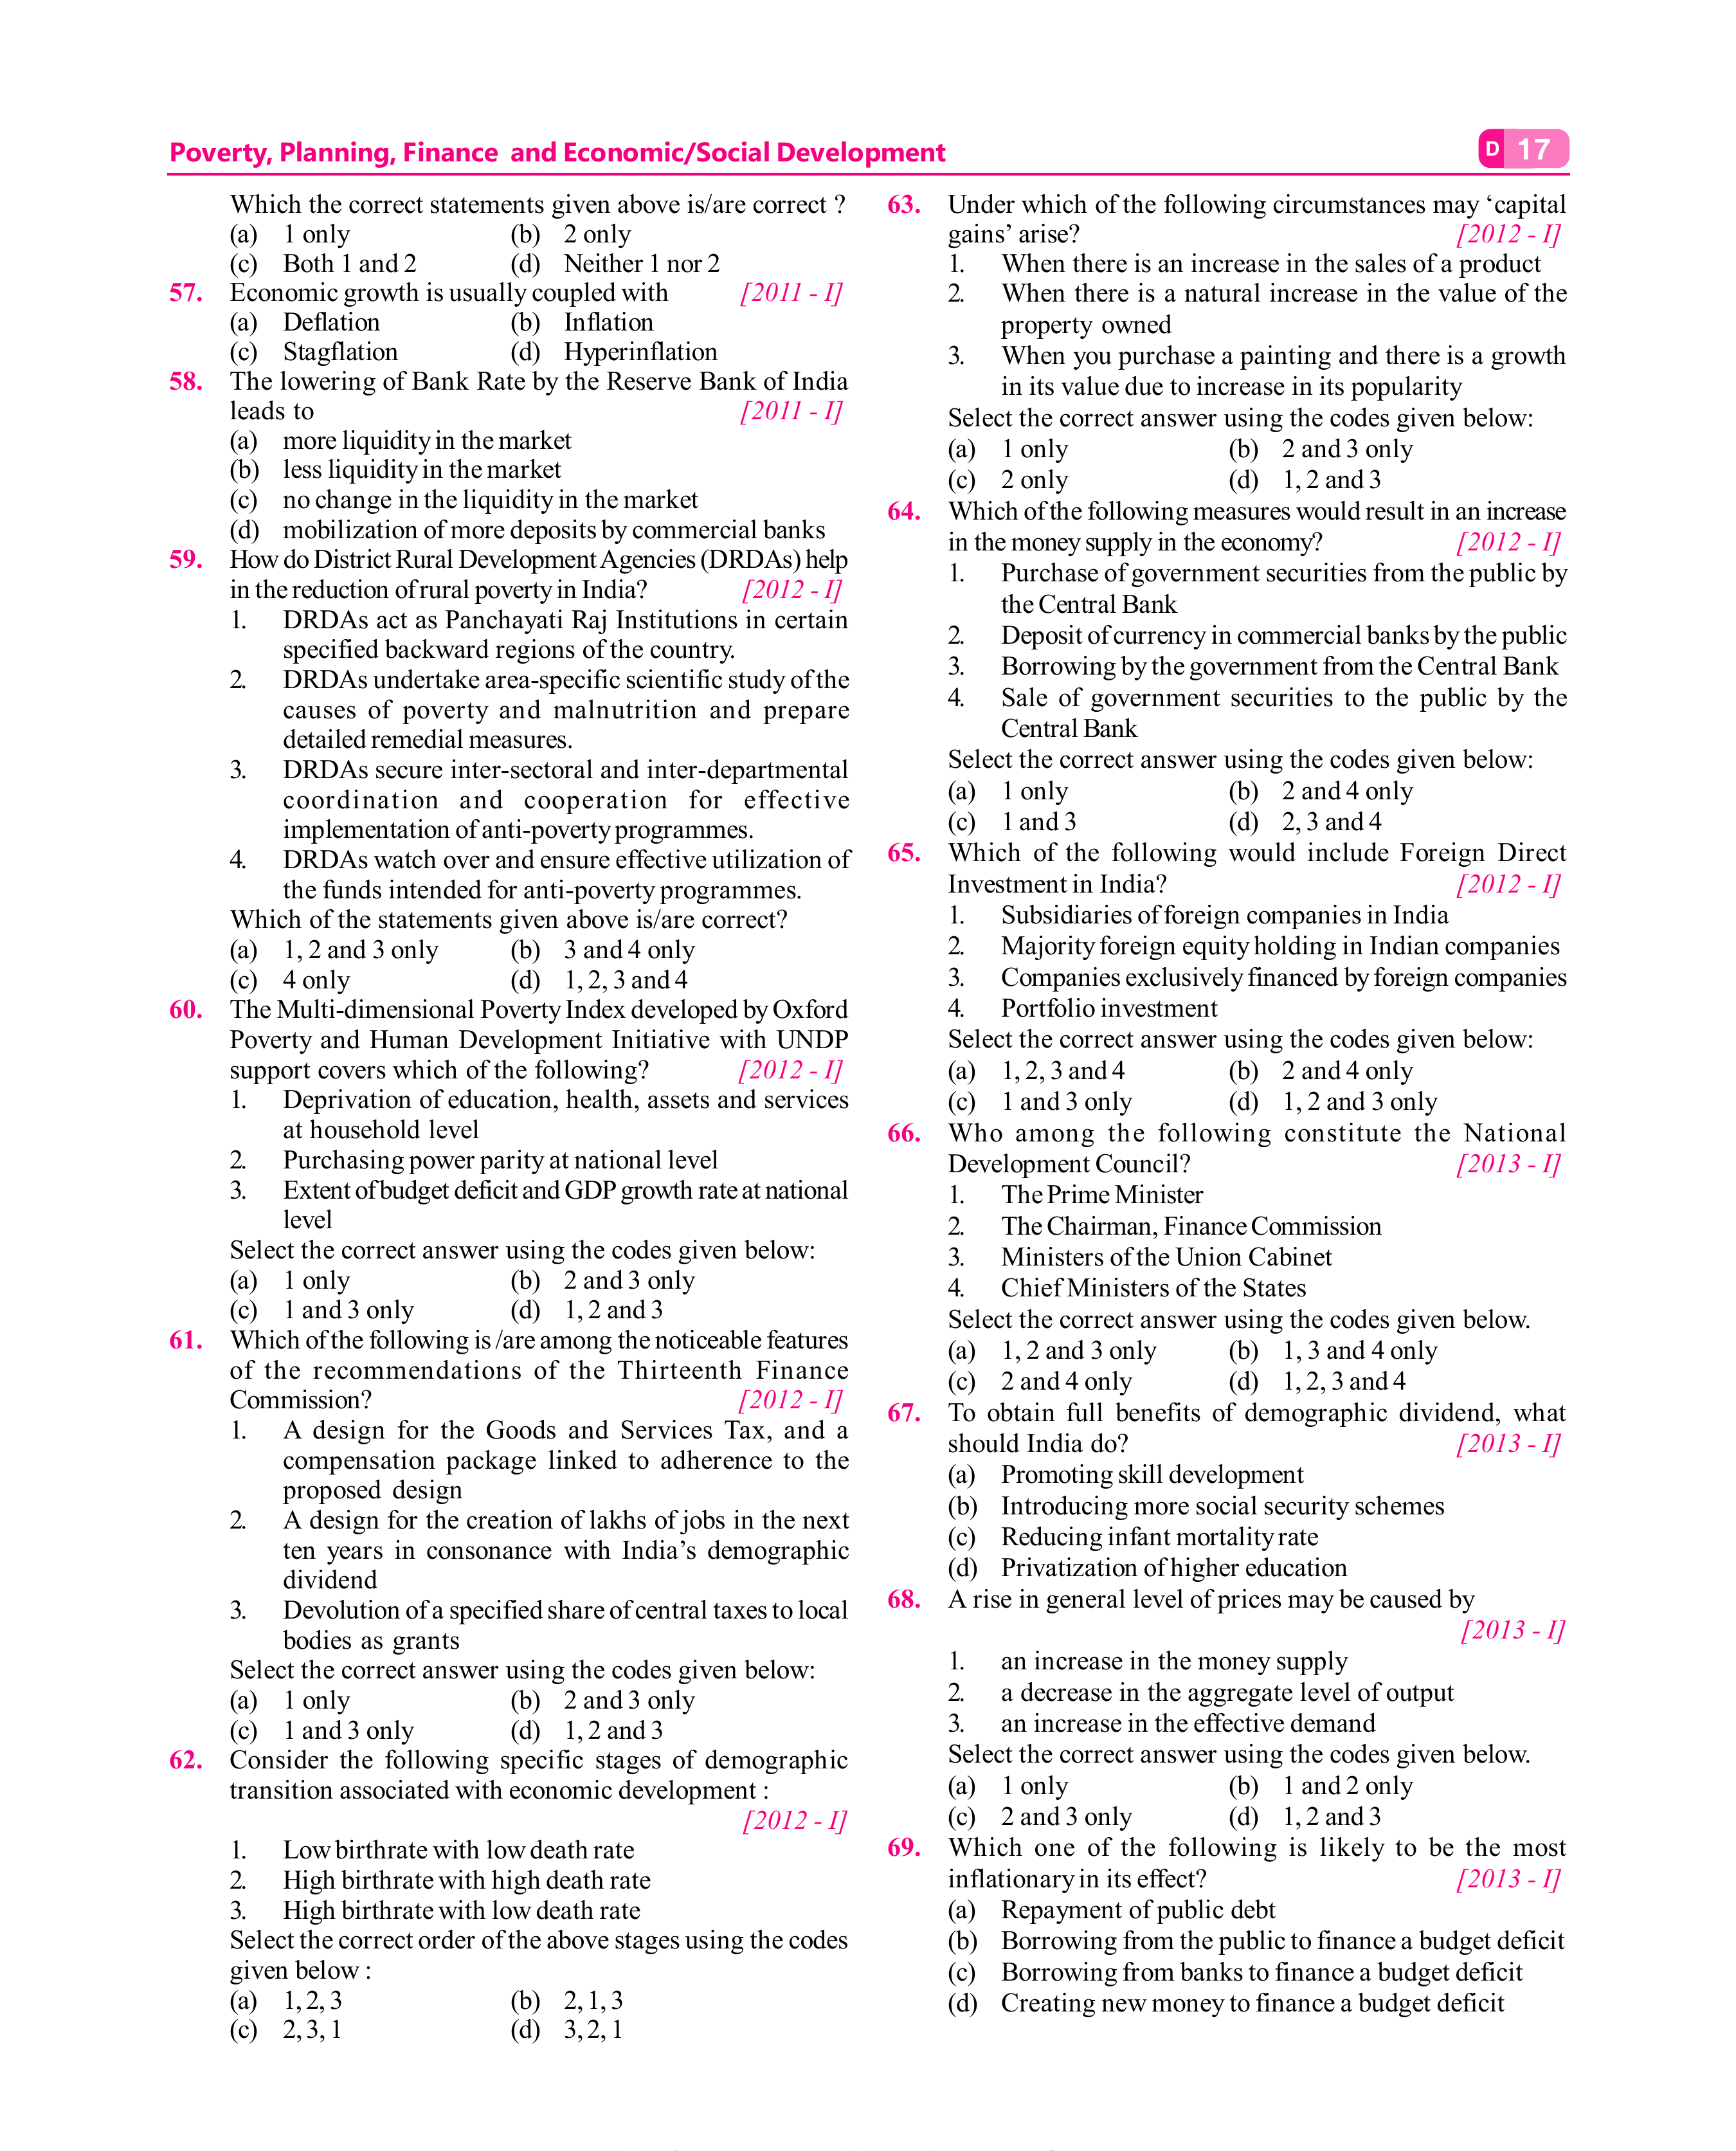 Poverty, Planning, Finance and Economic/Social Development
D 17
Which the correct statements given above is/are correct ?
(a) 1 only (b) 2 only
(c) Both 1 and 2 (d) Neither 1 nor 2
57. Economic growth is usually coupled with [2011 - I]
(a) Deflation (b) Inflation
(c) Stagflation (d) Hyperinflation
58. The lowering of Bank Rate by the Reserve Bank of India
leads to [2011 - I]
(a) more liquidity in the market
(b) less liquidity in the market
(c) no change in the liquidity in the market
(d) mobilization of more deposits by commercial banks
59. How do District Rural Development Agencies (DRDAs) help
in the reduction of rural poverty in India? [2012 - I]
1. DRDAs act as Panchayati Raj Institutions in certain
specified backward regions of the country.
2. DRDAs undertake area-specific scientific study of the
causes of poverty and malnutrition and prepare
detailed remedial measures.
3. DRDAs secure inter-sectoral and inter-departmental
coordination and cooperation for effective
implementation of anti-poverty programmes.
4. DRDAs watch over and ensure effective utilization of
the funds intended for anti-poverty programmes.
Which of the statements given above is/are correct?
(a) 1, 2 and 3 only (b) 3 and 4 only
(c) 4 only (d) 1, 2, 3 and 4
60. The Multi-dimensional Poverty Index developed by Oxford
Poverty and Human Development Initiative with UNDP
support covers which of the following? [2012 - I]
1. Deprivation of education, health, assets and services
at household level
2. Purchasing power parity at national level
3. Extent of budget deficit and GDP growth rate at national
level
Select the correct answer using the codes given below:
(a) 1 only (b) 2 and 3 only
(c) 1 and 3 only (d) 1, 2 and 3
61. Which of the following is /are among the noticeable features
of the recommendations of the Thirteenth Finance
Commission? [2012 - I]
1. A design for the Goods and Services Tax, and a
compensation package linked to adherence to the
proposed design
2. A design for the creation of lakhs of jobs in the next
ten years in consonance with India's demographic
dividend
3. Devolution of a specified share of central taxes to local
bodies as grants
Select the correct answer using the codes given below:
(a) 1 only (b) 2 and 3 only
(c) 1 and 3 only (d) 1, 2 and 3
62. Consider the following specific stages of demographic
transition associated with economic development :
[2012 - I]
1. Low birthrate with low death rate
2. High birthrate with high death rate
3. High birthrate with low death rate
Select the correct order of the above stages using the codes
given below :
(a) 1, 2, 3 (b) 2, 1, 3
(c) 2, 3, 1 (d) 3, 2, 1
63. Under which of the following circumstances may ‘capital
gains’ arise? [2012 - I]
1. When there is an increase in the sales of a product
2. When there is a natural increase in the value of the
property owned
3. When you purchase a painting and there is a growth
in its value due to increase in its popularity
Select the correct answer using the codes given below:
(a) 1 only (b) 2 and 3 only
(c) 2 only (d) 1, 2 and 3
64. Which of the following measures would result in an increase
in the money supply in the economy? [2012 - I]
1. Purchase of government securities from the public by
the Central Bank
2. Deposit of currency in commercial banks by the public
3. Borrowing by the government from the Central Bank
4. Sale of government securities to the public by the
Central Bank
Select the correct answer using the codes given below:
(a) 1 only (b) 2 and 4 only
(c) 1 and 3 (d) 2, 3 and 4
65. Which of the following would include Foreign Direct
Investment in India? [2012 - I]
1. Subsidiaries of foreign companies in India
2. Majority foreign equity holding in Indian companies
3. Companies exclusively financed by foreign companies
4. Portfolio investment
Select the correct answer using the codes given below:
(a) 1, 2, 3 and 4 (b) 2 and 4 only
(c) 1 and 3 only (d) 1, 2 and 3 only
66. Who among the following constitute the National
Development Council? [2013 - I]
1. The Prime Minister
2. The Chairman, Finance Commission
3. Ministers of the Union Cabinet
4. Chief Ministers of the States
Select the correct answer using the codes given below.
(a) 1, 2 and 3 only (b) 1, 3 and 4 only
(c) 2 and 4 only (d) 1, 2, 3 and 4
67. To obtain full benefits of demographic dividend, what
should India do? [2013 - I]
(a) Promoting skill development
(b) Introducing more social security schemes
(c) Reducing infant mortality rate
(d) Privatization of higher education
68. A rise in general level of prices may be caused by
[2013 - I]
1. an increase in the money supply
2. a decrease in the aggregate level of output
3. an increase in the effective demand
Select the correct answer using the codes given below.
(a) 1 only (b) 1 and 2 only
(c) 2 and 3 only (d) 1, 2 and 3
69. Which one of the following is likely to be the most
inflationary in its effect? [2013 - I]
(a) Repayment of public debt
(b) Borrowing from the public to finance a budget deficit
(c) Borrowing from banks to finance a budget deficit
(d) Creating new money to finance a budget deficit